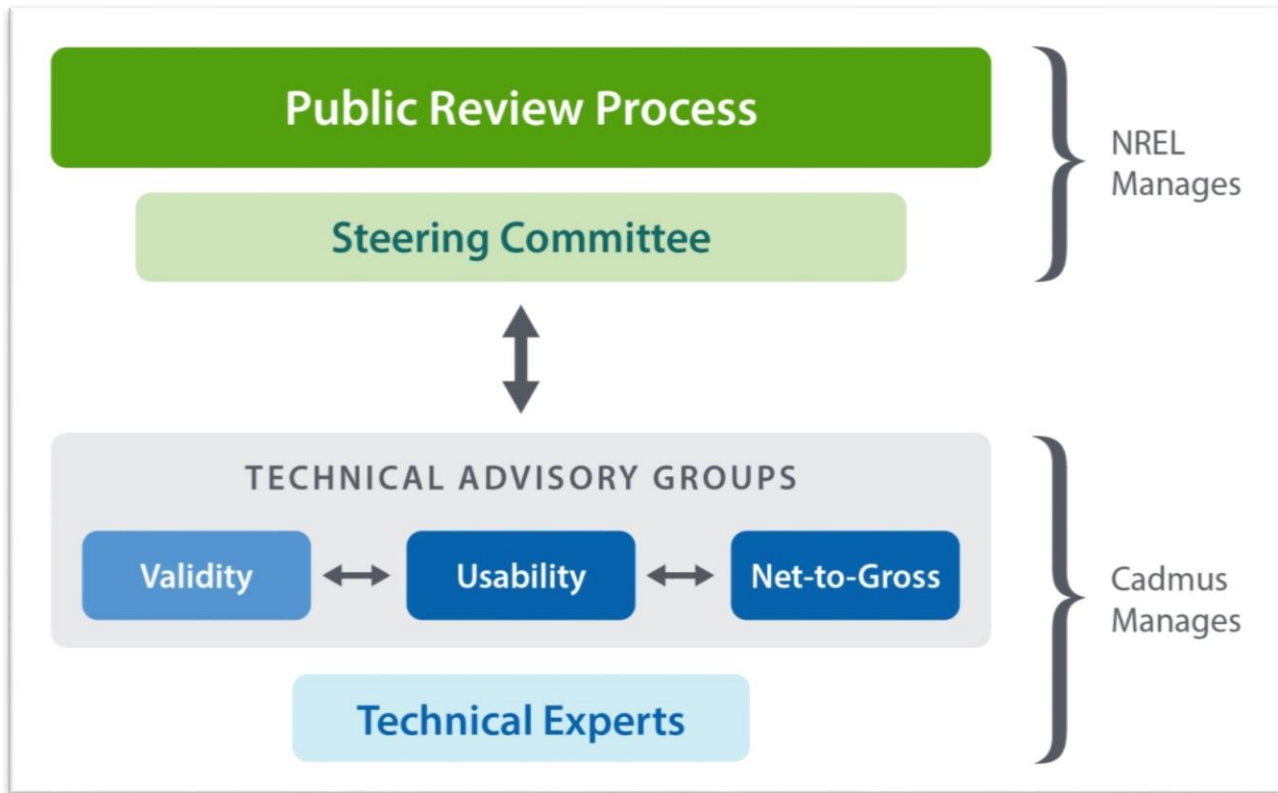 Public Review Process
NREL
Manages
Steering Committee
TECHNICAL ADVISORY GROUPS
Validity
Usability
Net-to-Gross
Cadmus
Manages
Technical Experts